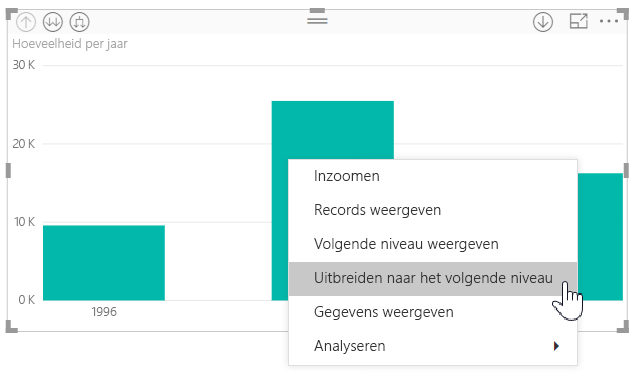 Hoeveelheid per jaar
30 K
20 K
10 K
0 K
1996
Inzoomen
Records weergeven
Volgende niveau weergeven
Uitbreiden naar het volgende niveau
Gegevens weergeven
Analyseren